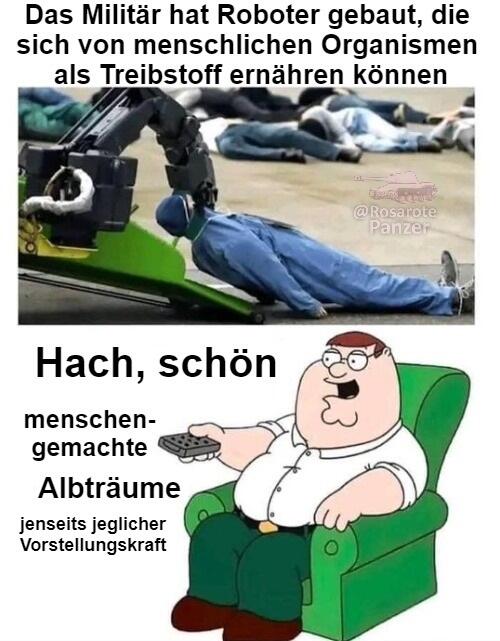 Das Militär hat Roboter gebaut, die
sich von menschlichen Organismen
als Treibstoff ernähren können
@Rosarote
Panzer
Hach, schön
menschen-
gemachte
Albträume
jenseits jeglicher
Vorstellungskraft